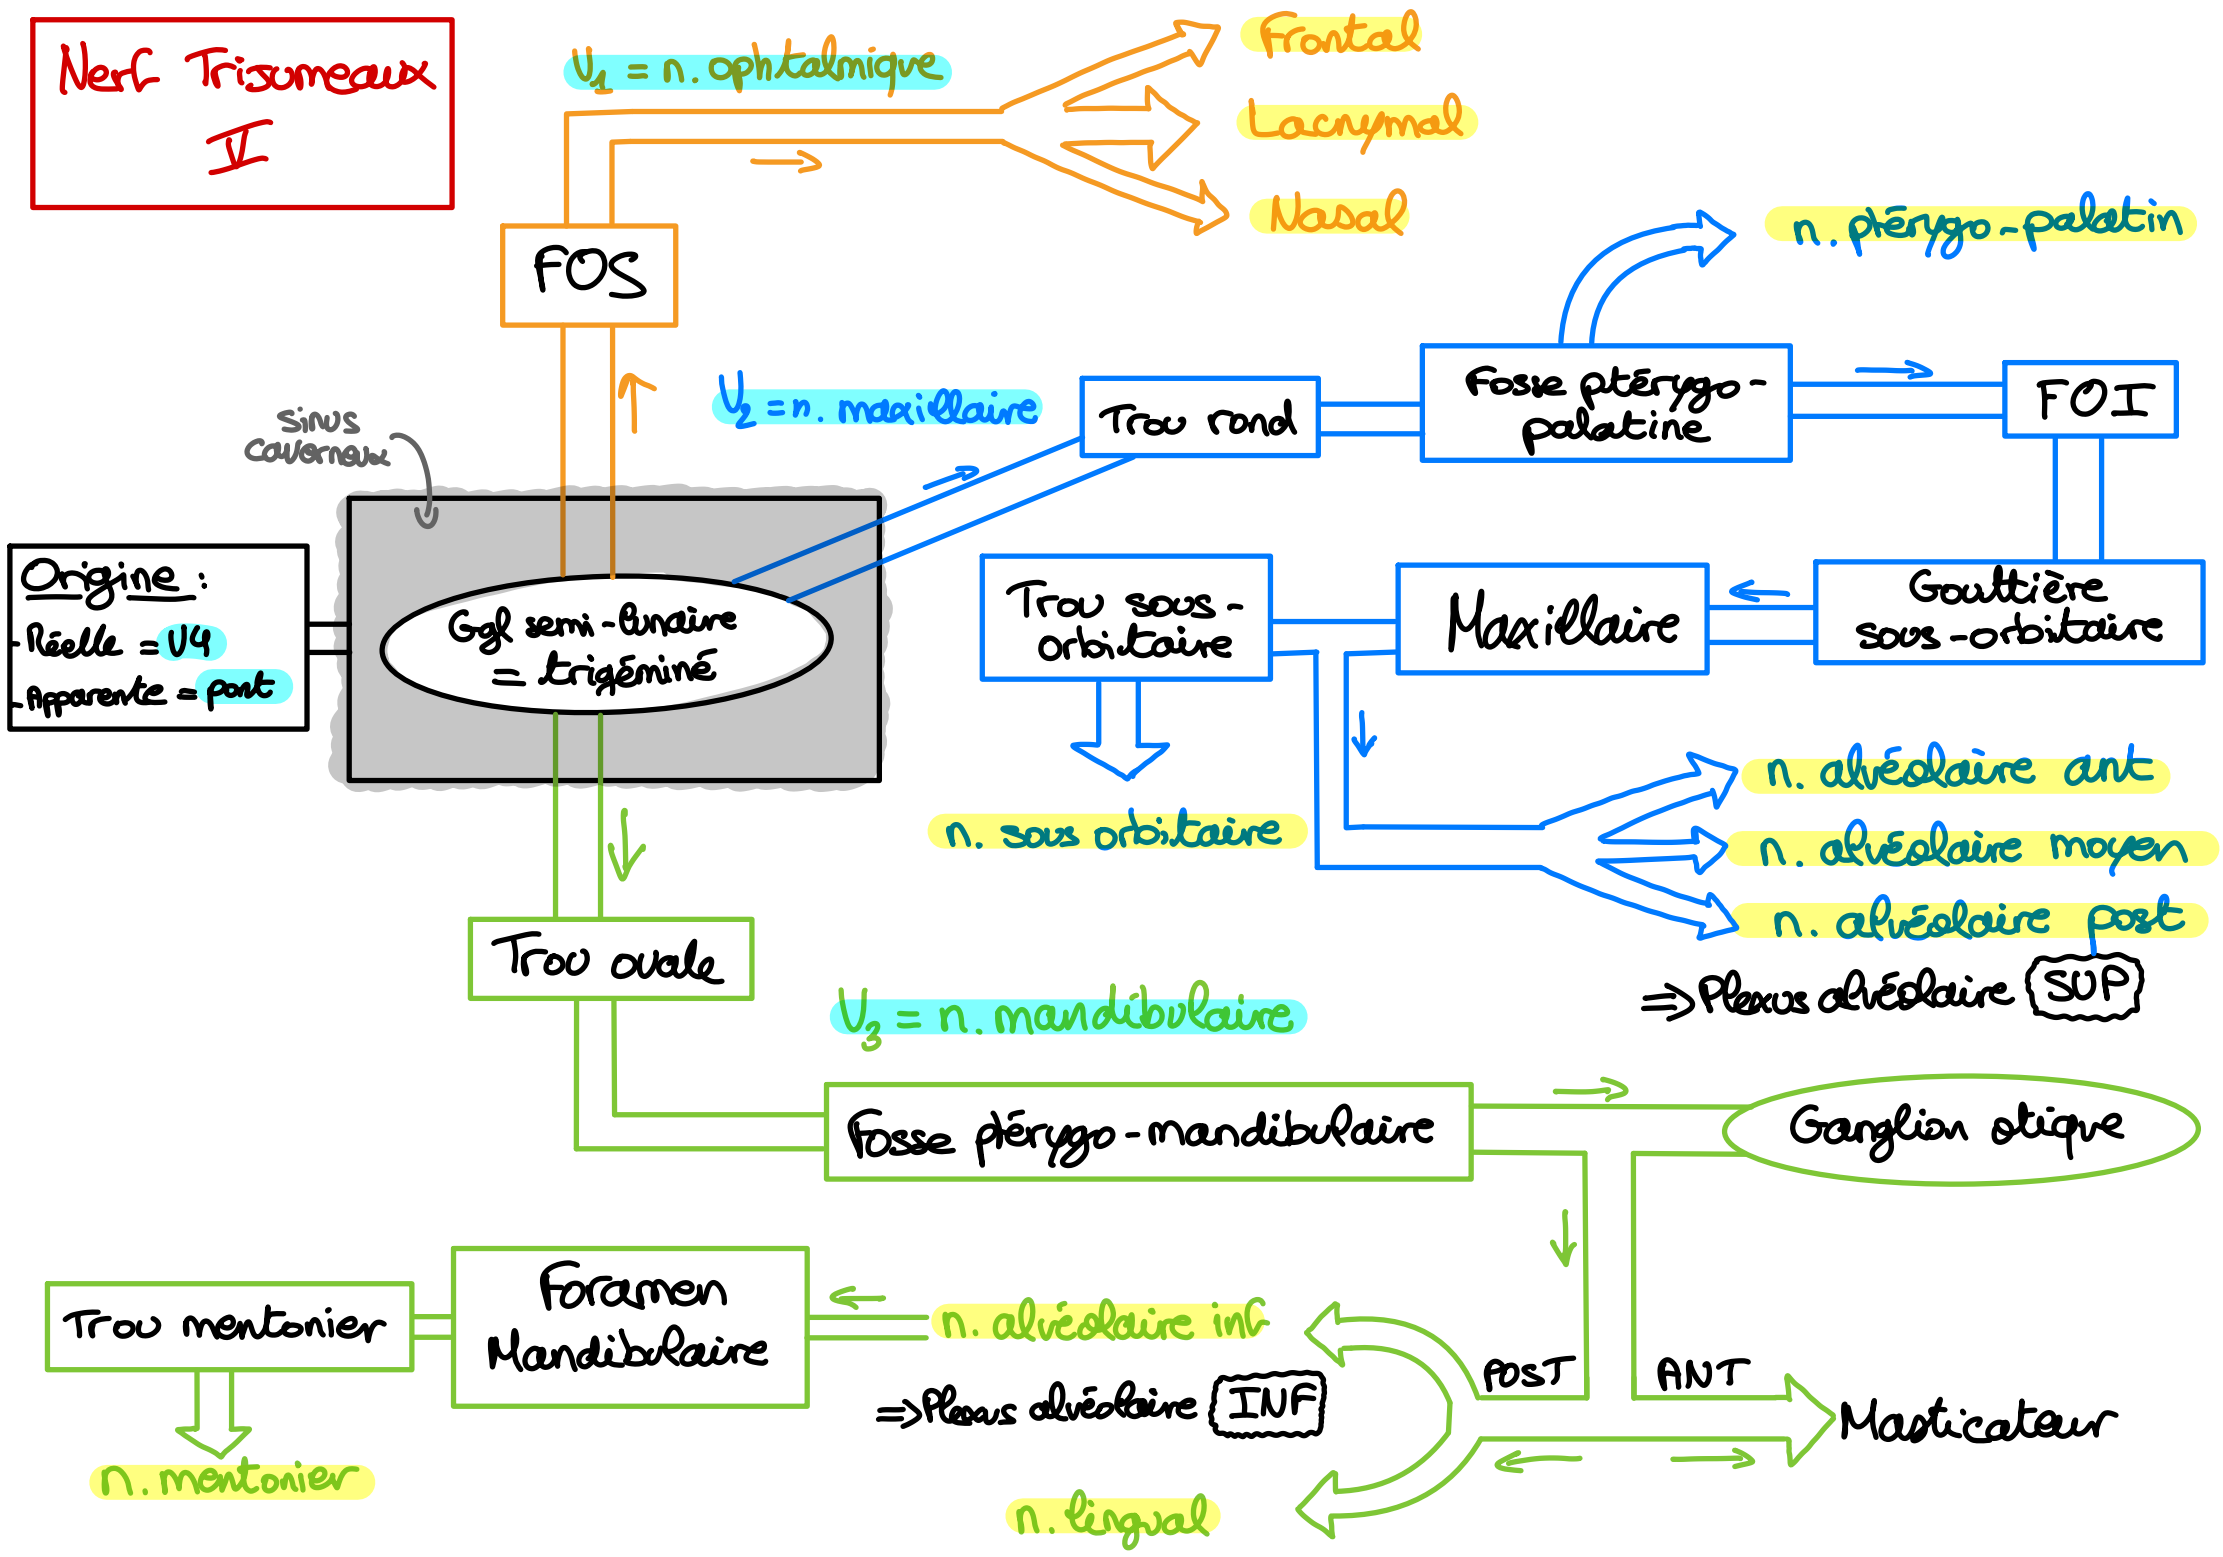 Nerf Trijumeaux
V
V1 = n. ophtalmique
Frontal
Lacrymal
Nasal
FOS
n. ptérygo-palatin
V2 = n. maxillaire
Trou rond
Fosse ptérygo-
palatine
FOI
sinus
caverneux
Origine :
- Réelle = V4
- Apparente = pont
Ggl semi-lunaire
= trigéminé
Trou sous-
orbitaire
Maxillaire
Gouttière
sous-orbitaire
n. sous orbitaire
n. alvéolaire ant
n. alvéolaire moyen
n. alvéolaire post
=> Plexus alvéolaire SUP
Trou ovale
V3 = n. mandibulaire
Fosse ptérygo-mandibulaire
Ganglion otique
Trou mentonier
Foramen
Mandibulaire
n. alvéolaire inf
=> Plexus alvéolaire INF
POST
ANT
Masticateur
n. mentonier
n. lingual